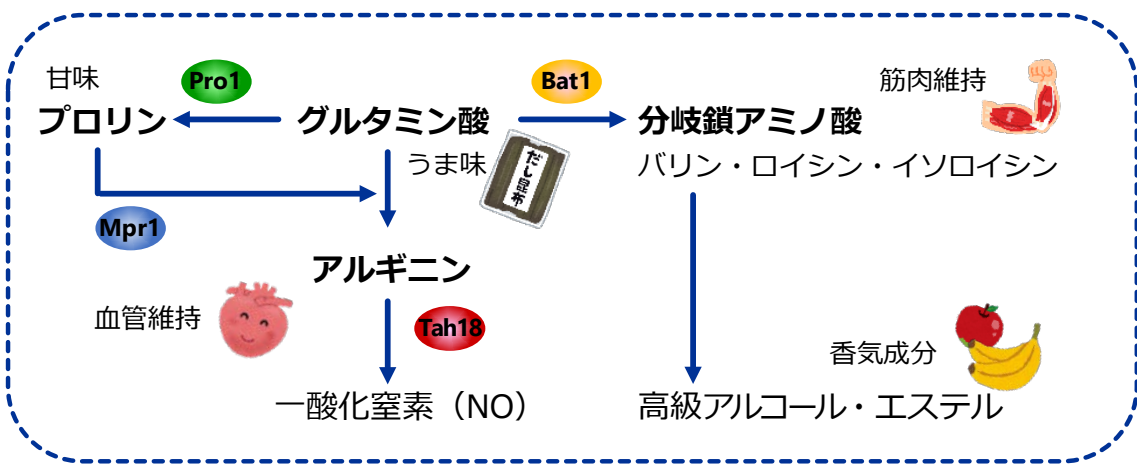 甘味
Pro1
Bat1
筋肉維持
プロリン
グルタミン酸
分岐鎖アミノ酸
うま味
だし昆布
バリン・ロイシン・イソロイシン
Mpr1
アルギニン
血管維持
Tah18
香気成分
一酸化窒素（NO）
高級アルコール・エステル